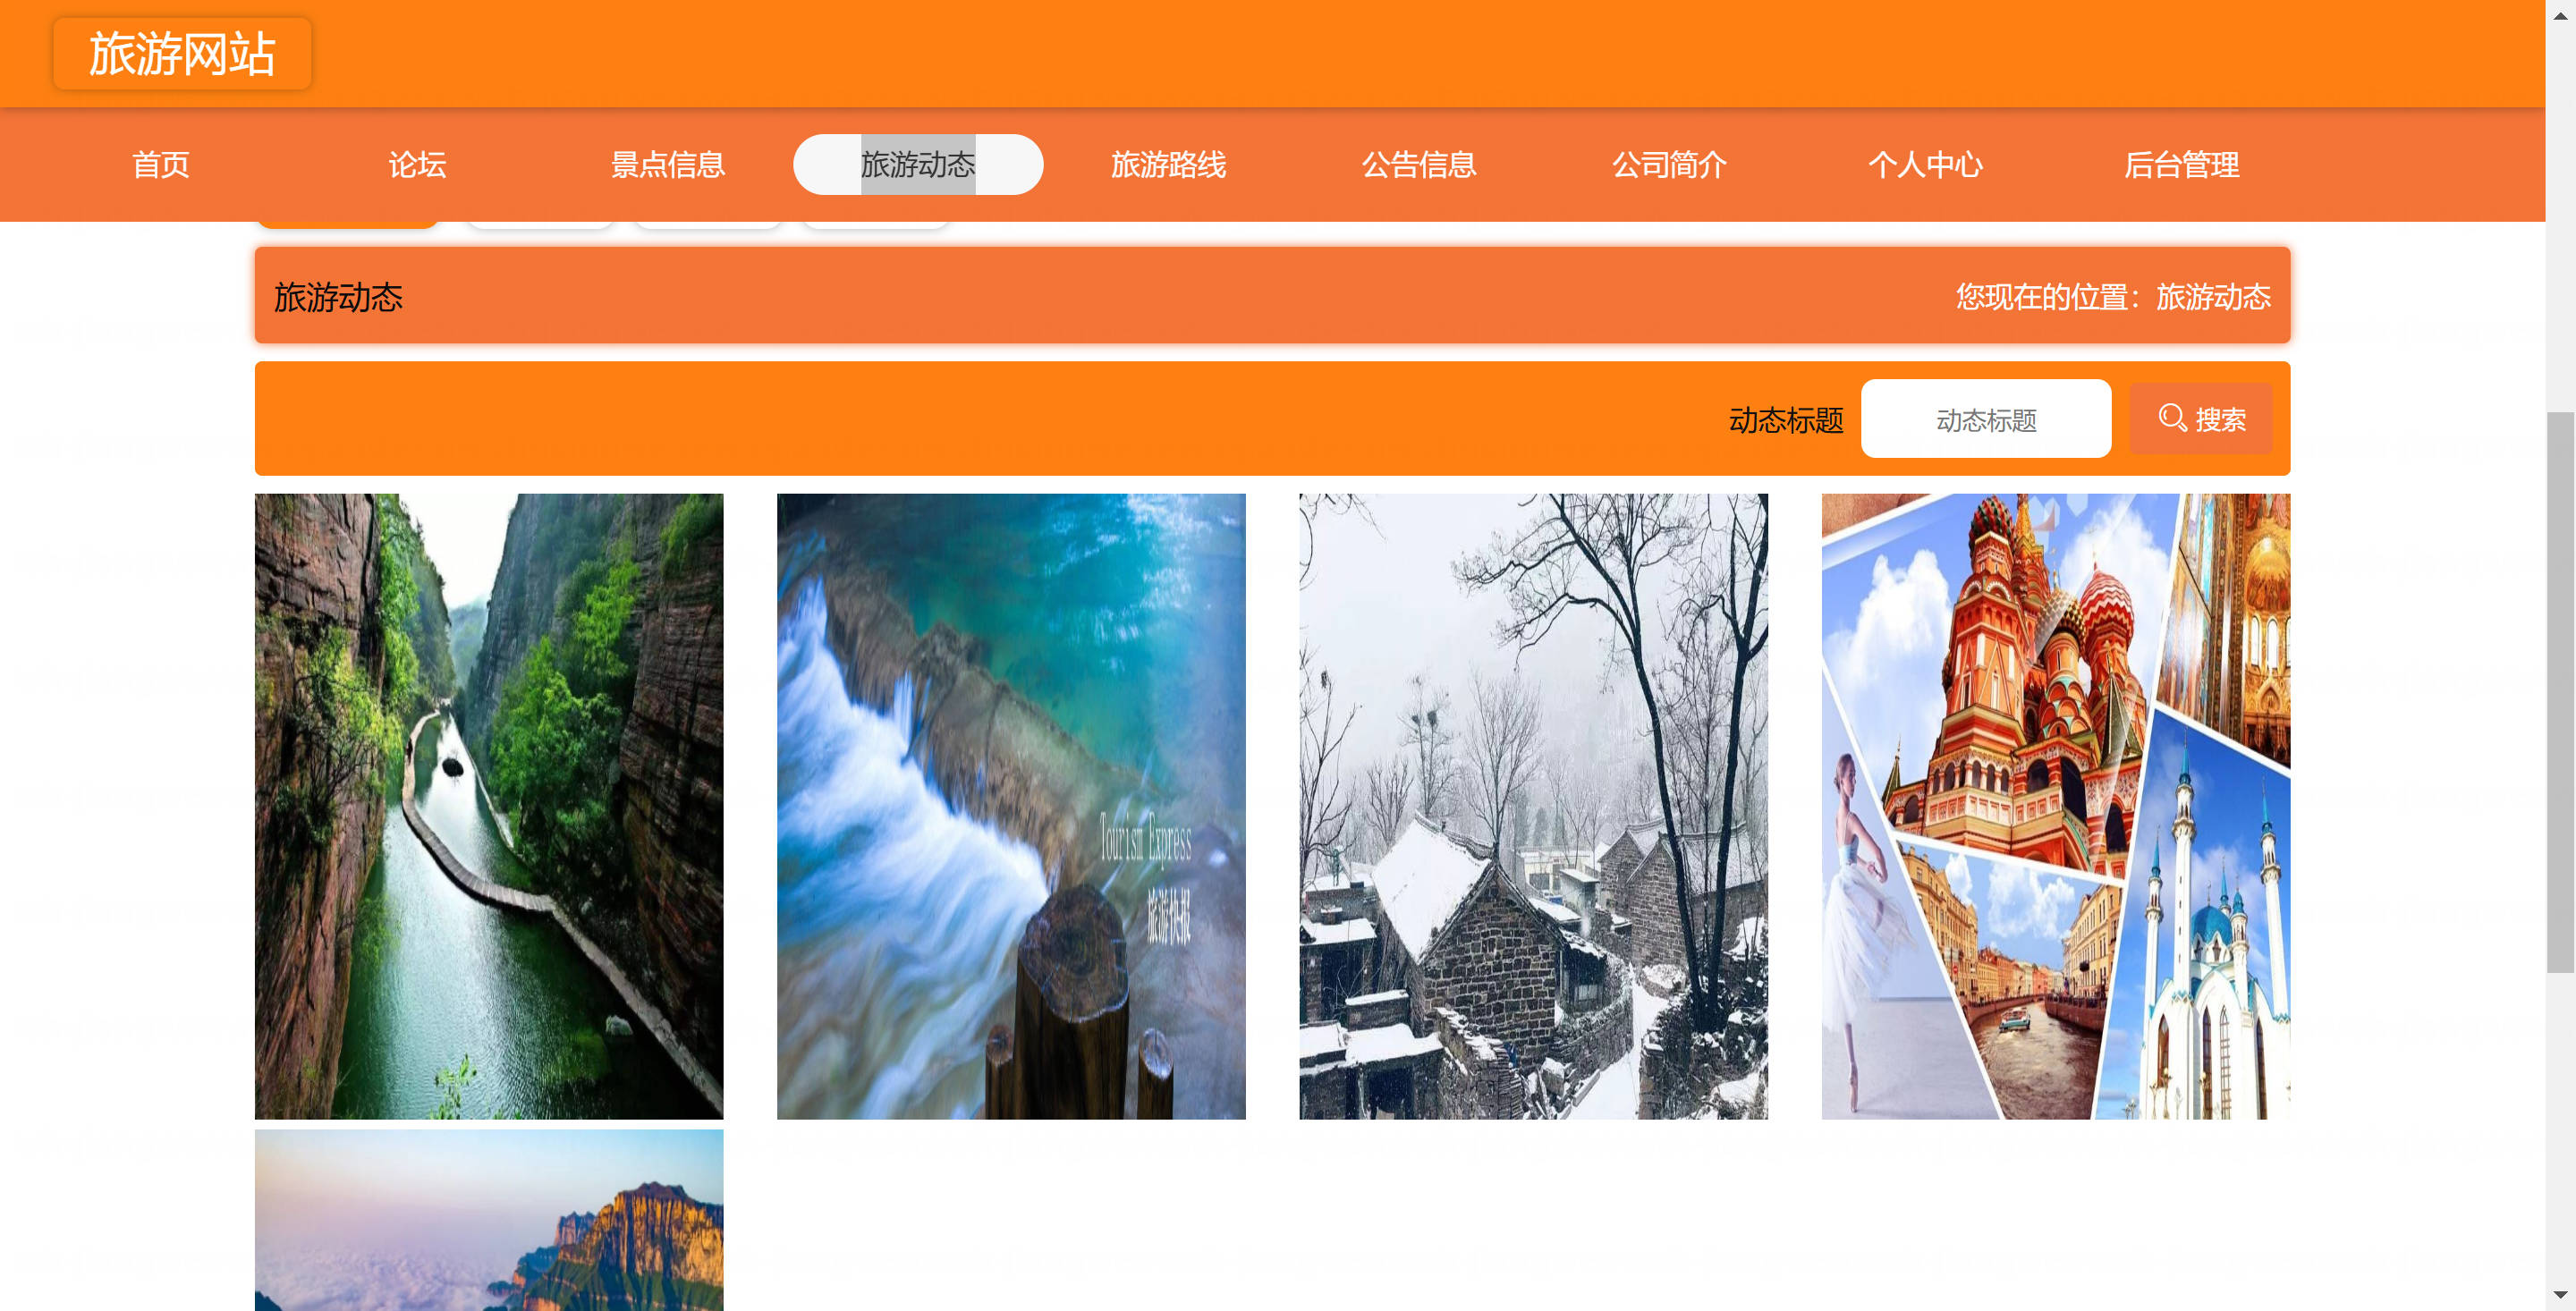 旅游网站
首页 论坛 景点信息 旅游动态 旅游路线 公告信息 公司简介 个人中心 后台管理
旅游动态 您现在的位置：旅游动态
动态标题 动态标题 搜索
Tourism Express
旅游快报